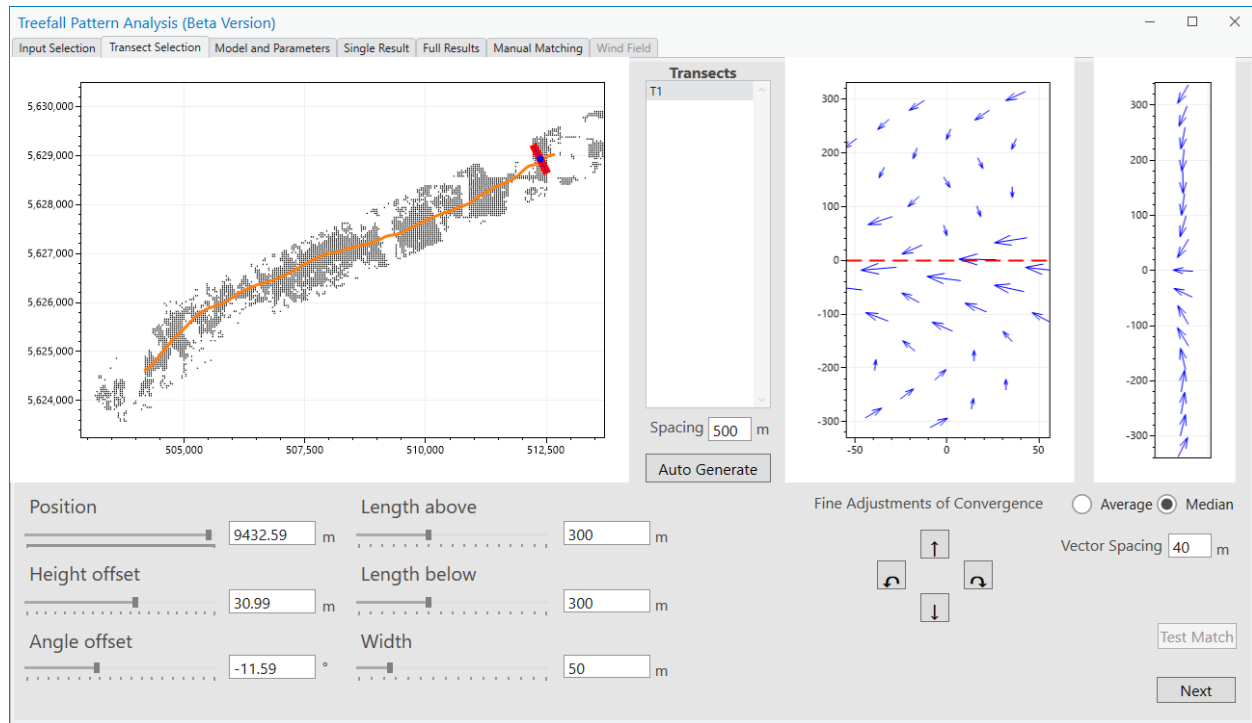 Treefall Pattern Analysis (Beta Version)
Input Selection Transect Selection Model and Parameters Single Result Full Results Manual Matching Wind Field
5,630,000
5,629,000
5,628,000
5,627,000
5,626,000
5,625,000
5,624,000
505,000 507,500 510,000 512,500
Transects
T1
Spacing 500 m
Auto Generate
300
200
100
0
-100
-200
-300
-50 0 50
300
200
100
0
-100
-200
-300
Position
9432.59 m
Height offset
30.99 m
Angle offset
-11.59 °
Length above
300 m
Length below
300 m
Width
50 m
Fine Adjustments of Convergence
↑
↶ ↷
↓
Average Median
Vector Spacing 40 m
Test Match
Next